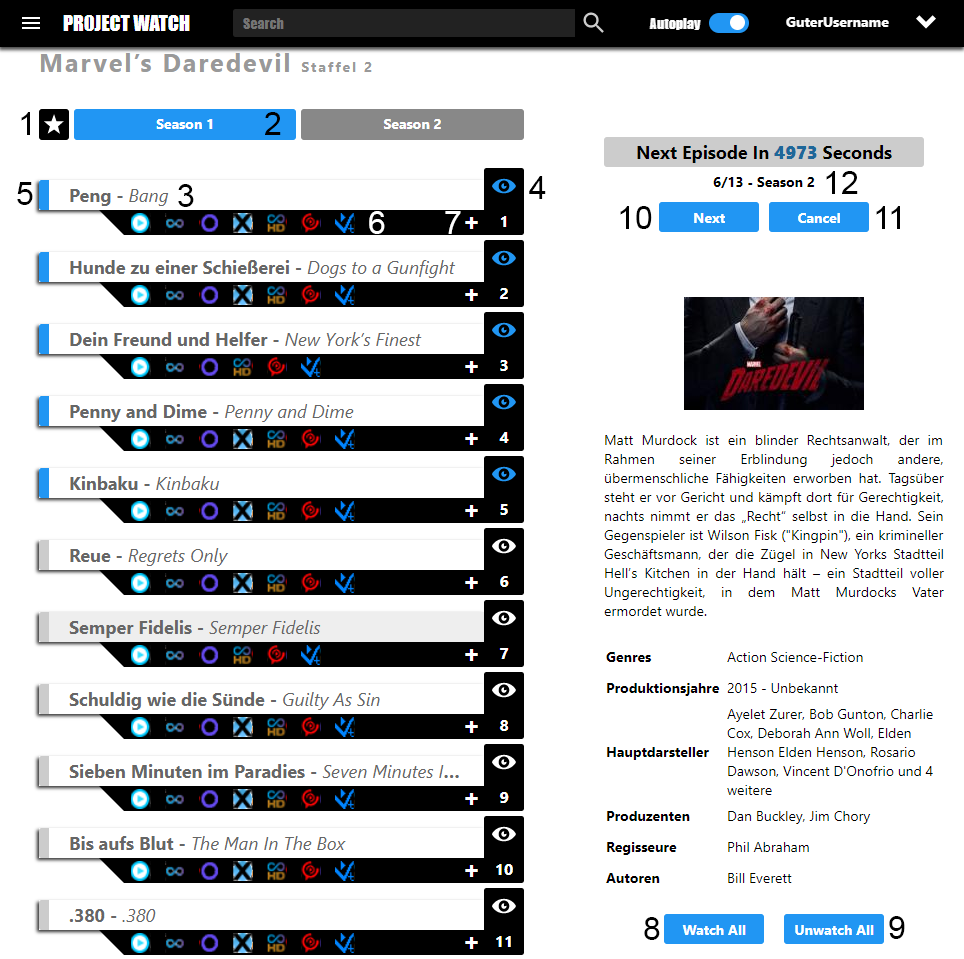 PROJECT WATCH
Search
Autoplay
GuterUsername
Marvel’s Daredevil Staffel 2
1
Season 1 2
Season 2
5
Peng - Bang 3
4
6
7 +
1
Hunde zu einer Schießerei - Dogs to a Gunfight
HD
+
2
Dein Freund und Helfer - New York’s Finest
HD
+
3
Penny and Dime - Penny and Dime
HD
+
4
Kinbaku - Kinbaku
HD
+
5
Reue - Regrets Only
HD
+
6
Semper Fidelis - Semper Fidelis
HD
+
7
Schuldig wie die Sünde - Guilty As Sin
HD
+
8
Sieben Minuten im Paradies - Seven Minutes I...
HD
+
9
Bis aufs Blut - The Man In The Box
HD
+
10
.380 - .380
HD
+
11
Next Episode In 4973 Seconds
6/13 - Season 2 12
10 Next
Cancel 11
MARVEL
DAREDEVIL
Matt Murdock ist ein blinder Rechtsanwalt, der im
Rahmen seiner Erblindung jedoch andere,
übermenschliche Fähigkeiten erworben hat. Tagsüber
steht er vor Gericht und kämpft dort für Gerechtigkeit,
nachts nimmt er das „Recht“ selbst in die Hand. Sein
Gegenspieler ist Wilson Fisk ("Kingpin"), ein krimineller
Geschäftsmann, der die Zügel in New Yorks Stadtteil
Hell’s Kitchen in der Hand hält – ein Stadtteil voller
Ungerechtigkeit, in dem Matt Murdocks Vater
ermordet wurde.
Genres Action Science-Fiction
Produktionsjahre 2015 - Unbekannt
Hauptdarsteller Ayelet Zurer, Bob Gunton, Charlie
Cox, Deborah Ann Woll, Elden
Henson Elden Henson, Rosario
Dawson, Vincent D'Onofrio und 4
weitere
Produzenten Dan Buckley, Jim Chory
Regisseure Phil Abraham
Autoren Bill Everett
8 Watch All
Unwatch All 9